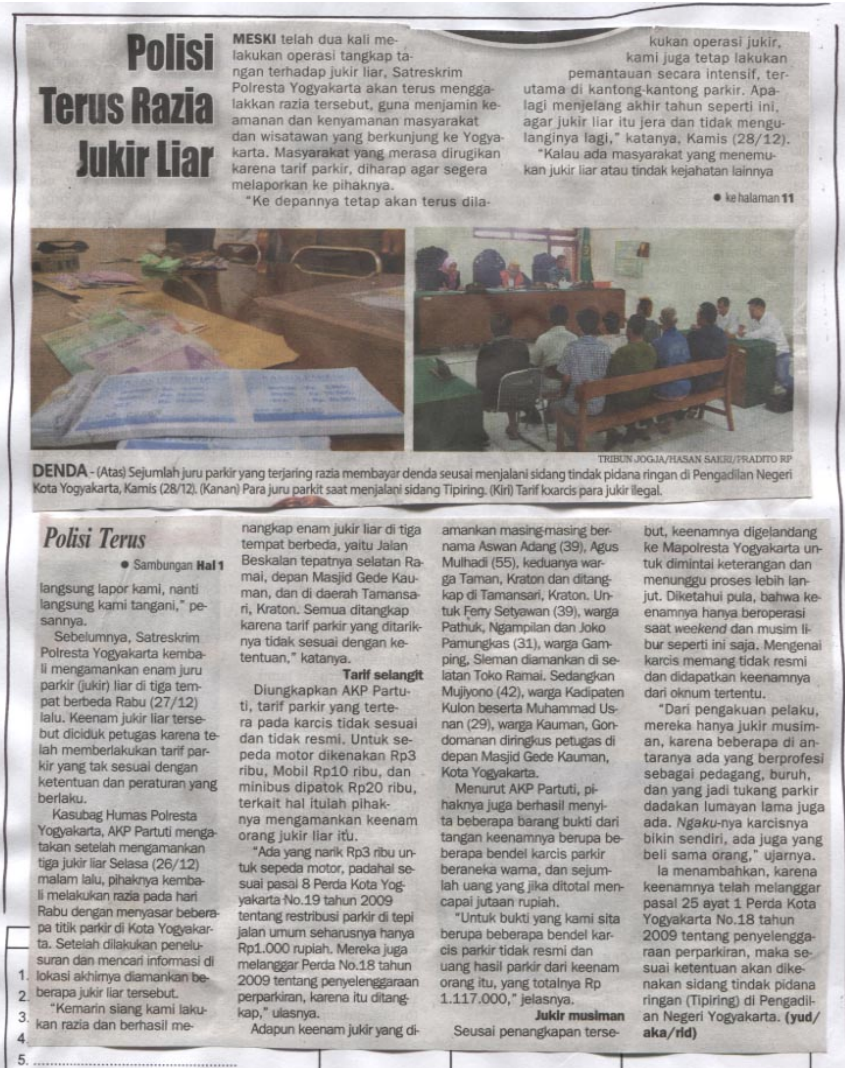 Polisi
Terus Razia
Jukir Liar
MESKI telah dua kali me-
lakukan operasi tangkap ta-
ngan terhadap jukir liar, Satreskrim
Polresta Yogyakarta akan terus mengga-
lakkan razia tersebut, guna menjamin ke-
amanan dan kenyamanan masyarakat
dan wisatawan yang berkunjung ke Yogya-
karta. Masyarakat yang merasa dirugikan
karena tarif parkir, diharap agar segera
melaporkan ke pihaknya.
"Ke depannya tetap akan terus dila-
kukan operasi jukir,
kami juga tetap lakukan
pemantauan secara intensif, ter-
utama di kantong-kantong parkir. Apa-
lagi menjelang akhir tahun seperti ini,
agar jukir liar itu jera dan tidak mengu-
langinya lagi," katanya, Kamis (28/12).
"Kalau ada masyarakat yang menemu-
kan jukir liar atau tindak kejahatan lainnya
● ke halaman 11
TRIBUN JOGJA/HASAN SAKRI/PRADITO RP
DENDA - (Atas) Sejumlah juru parkir yang terjaring razia membayar denda seusai menjalani sidang tindak pidana ringan di Pengadilan Negeri
Kota Yogyakarta, Kamis (28/12). (Kanan) Para juru parkit saat menjalani sidang Tipiring. (Kiri) Tarif kxarcis para jukir ilegal.
Polisi Terus
● Sambungan Hal 1
langsung lapor kami, nanti
langsung kami tangani," pe-
sannya.
Sebelumnya, Satreskrim
Polresta Yogyakarta kemba-
li mengamankan enam juru
parkir (jukir) liar di tiga tem-
pat berbeda Rabu (27/12)
lalu. Keenam jukir liar terse-
but diciduk petugas karena te-
lah memberlakukan tarif par-
kir yang tak sesuai dengan
ketentuan dan peraturan yang
berlaku.
Kasubag Humas Polresta
Yogyakarta, AKP Partuti menga-
takan setelah mengamankan
tiga jukir Selasa (26/12)
malam lalu, pihaknya kemba-
li melakukan razia pada hari
Rabu dengan menyasar bebera-
pa titik parkir di Kota Yogyakar-
ta. Setelah dilakukan penelu-
suran dan mencari informasi di
lokasi akhirnya diamankan be-
berapa jukir liar tersebut.
"Kemarin siang kami laku-
kan razia dan berhasil me-
nangkap enam jukir liar di tiga
tempat berbeda, yaitu Jalan
Beskalan tepatnya selatan Ra-
mai, depan Masjid Gede Kau-
man, dan di daerah Tamansa-
ri, Kraton. Semua ditangkap
karena tarif parkir yang ditarik-
nya tidak sesuai dengan ke-
tentuan," katanya.
Tarif selangit
Diungkapkan AKP Partu-
ti, tarif parkir yang terte-
ra pada karcis tidak sesuai
dan tidak resmi. Untuk se-
peda motor dikenakan Rp3
ribu, Mobil Rp10 ribu, dan
minibus dipatok Rp20 ribu,
terkait hal itulah pihak-
nya mengamankan keenam
orang jukir liar itu.
"Ada yang narik Rp3 ribu un-
tuk sepeda motor, padahal se-
suai pasal 8 Perda Kota Yog-
yakarta No.19 tahun 2009
tentang restribusi parkir di tepi
jalan umum seharusnya hanya
Rp1.000 rupiah. Mereka juga
melanggar Perda No.18 tahun
2009 tentang penyelenggaraan
perparkiran, karena itu ditang-
kap," ulasnya.
Adapun keenam jukir yang di-
amankan masing-masing ber-
nama Aswan Adang (39), Agus
Mulhadi (55), keduanya war-
ga Taman, Kraton dan ditang-
kap di Tamansari, Kraton. Un-
tuk Ferry Setyawan (39), warga
Pathuk, Ngampilan dan Joko
Pamungkas (31), warga Gam-
ping, Sleman diamankan di se-
latan Toko Ramai. Sedangkan
Mujiyono (42), warga Kadipaten
Kulon beserta Muhammad Us-
nan (29), warga Kauman, Gon-
domanan diringkus petugas di
depan Masjid Gede Kauman,
Kota Yogyakarta.
Menurut AKP Partuti, pi-
haknya juga berhasil menyi-
ta beberapa barang bukti dari
tangan keenamnya berupa be-
berapa bendel karcis parkir
beraneka warna, dan sejum-
lah uang yang jika ditotal men-
capai jutaan rupiah.
"Untuk bukti yang kami sita
berupa beberapa bendel kar-
cis parkir tidak resmi dan
uang hasil parkir dari keenam
orang itu, yang totalnya Rp
1.117.000," jelasnya.
Jukir musiman
Seusai penangkapan terse-
but, keenamnya digelandang
ke Mapolresta Yogyakarta un-
tuk dimintai keterangan dan
menunggu proses lebih lan-
jut. Diketahui pula, bahwa ke-
enamnya hanya beroperasi
saat weekend dan musim li-
bur seperti ini saja. Mengenai
karcis memang tidak resmi
dan didapatkan keenamnya
dari oknum tertentu.
"Dari pengakuan pelaku,
mereka hanya jukir musim-
an, karena beberapa di an-
taranya ada yang berprofesi
sebagai pedagang, buruh,
dan yang jadi tukang parkir
dadakan lumayan lama juga
ada. Ngaku-nya karcisnya
bikin sendiri, ada juga yang
beli sama orang," ujarnya.
Ia menambahkan, karena
keenamnya telah melanggar
pasal 25 ayat 1 Perda Kota
Yogyakarta No.18 tahun
2009 tentang penyelengga-
raan perparkiran, maka se-
suai ketentuan akan dike-
nakan sidang tindak pidana
ringan (Tipiring) di Pengadil-
an Negeri Yogyakarta. (yud/
aka/rid)
1.
2.
3.
4.
5.